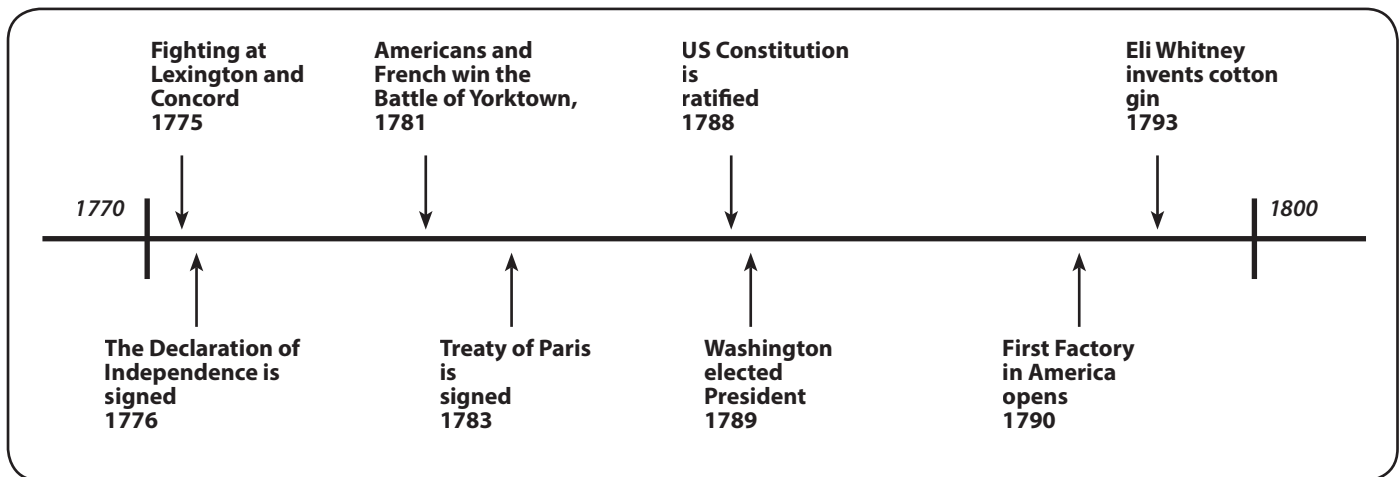 Fighting at
Lexington and
Concord
1775
Americans and
French win the
Battle of Yorktown,
1781
US Constitution
is
ratified
1788
Eli Whitney
invents cotton
gin
1793
1770
1800
The Declaration of
Independence is
signed
1776
Treaty of Paris
is
signed
1783
Washington
elected
President
1789
First Factory
in America
opens
1790